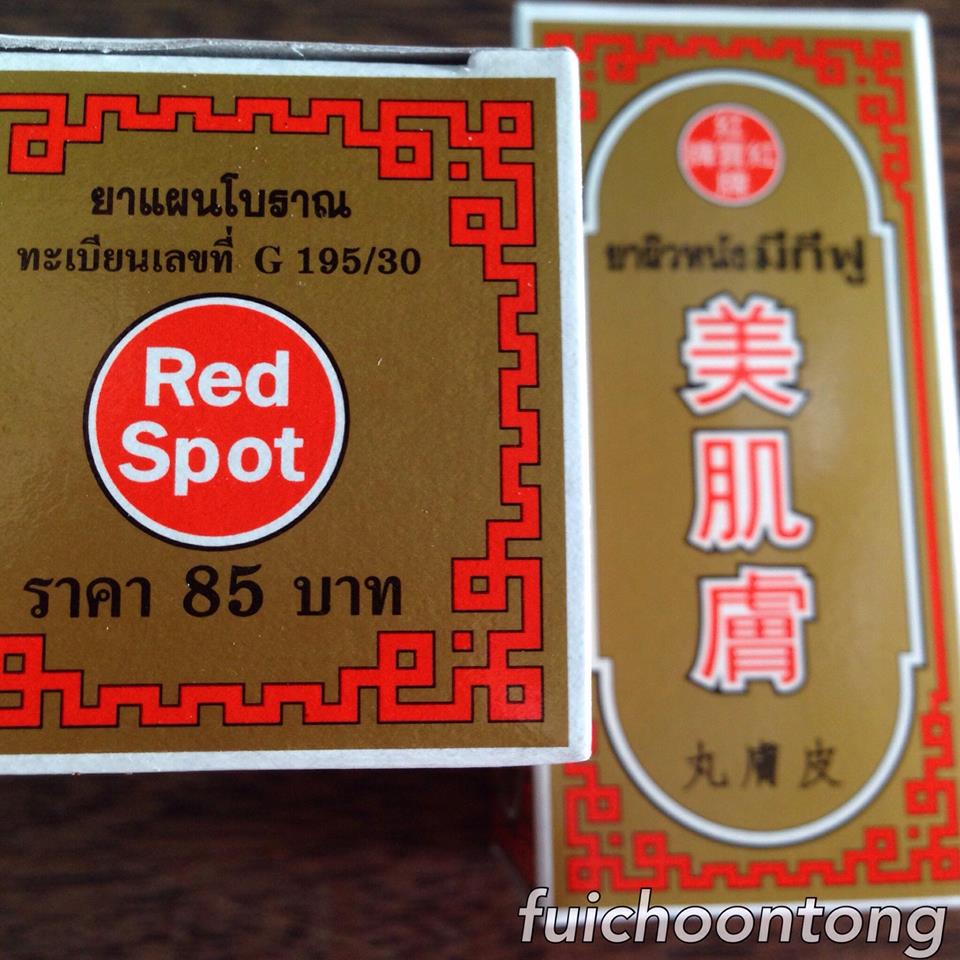 ยาแผนโบราณ
ทะเบียนเลขที่ G 195/30
Red
Spot
ราคา 85 บาท
ยาผิวหนังมีกีฟู
美
肌
膚
丸膚皮
fuichoontong